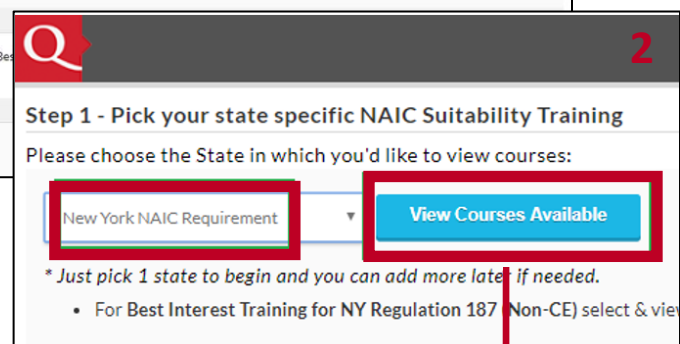 Q
2
Bes
Step 1 - Pick your state specific NAIC Suitability Training
Please choose the State in which you'd like to view courses:
New York NAIC Requirement
View Courses Available
* Just pick 1 state to begin and you can add more later if needed.
• For Best Interest Training for NY Regulation 187 (Non-CE) select & view